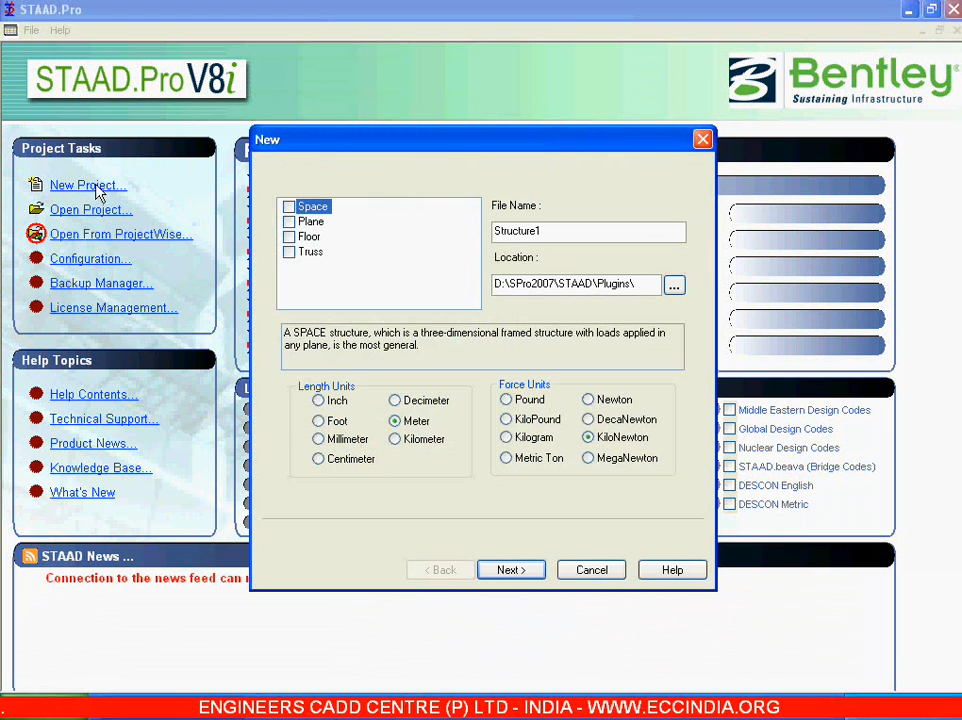 STAAD.Pro
File Help
STAAD.Pro V8i
Bentley®
Sustaining Infrastructure
Project Tasks
New Project...
Open Project...
Open From ProjectWise...
Configuration...
Backup Manager...
License Management...
Help Topics
Help Contents...
Technical Support...
Product News...
Knowledge Base...
What's New
New
Space
Plane
Floor
Truss
File Name :
Structure1
Location :
D:\SPro2007\STAAD\Plugins\
...
A SPACE structure, which is a three-dimensional framed structure with loads applied in
any plane, is the most general.
Length Units
Inch Decimeter
Foot Meter
Millimeter Kilometer
Centimeter
Force Units
Pound Newton
KiloPound DecaNewton
Kilogram KiloNewton
Metric Ton MegaNewton
< Back Next > Cancel Help
Middle Eastern Design Codes
Global Design Codes
Nuclear Design Codes
STAAD.beava (Bridge Codes)
DESCON English
DESCON Metric
STAAD News ...
Connection to the news feed can
ENGINEERS CADD CENTRE (P) LTD - INDIA - WWW.ECCINDIA.ORG